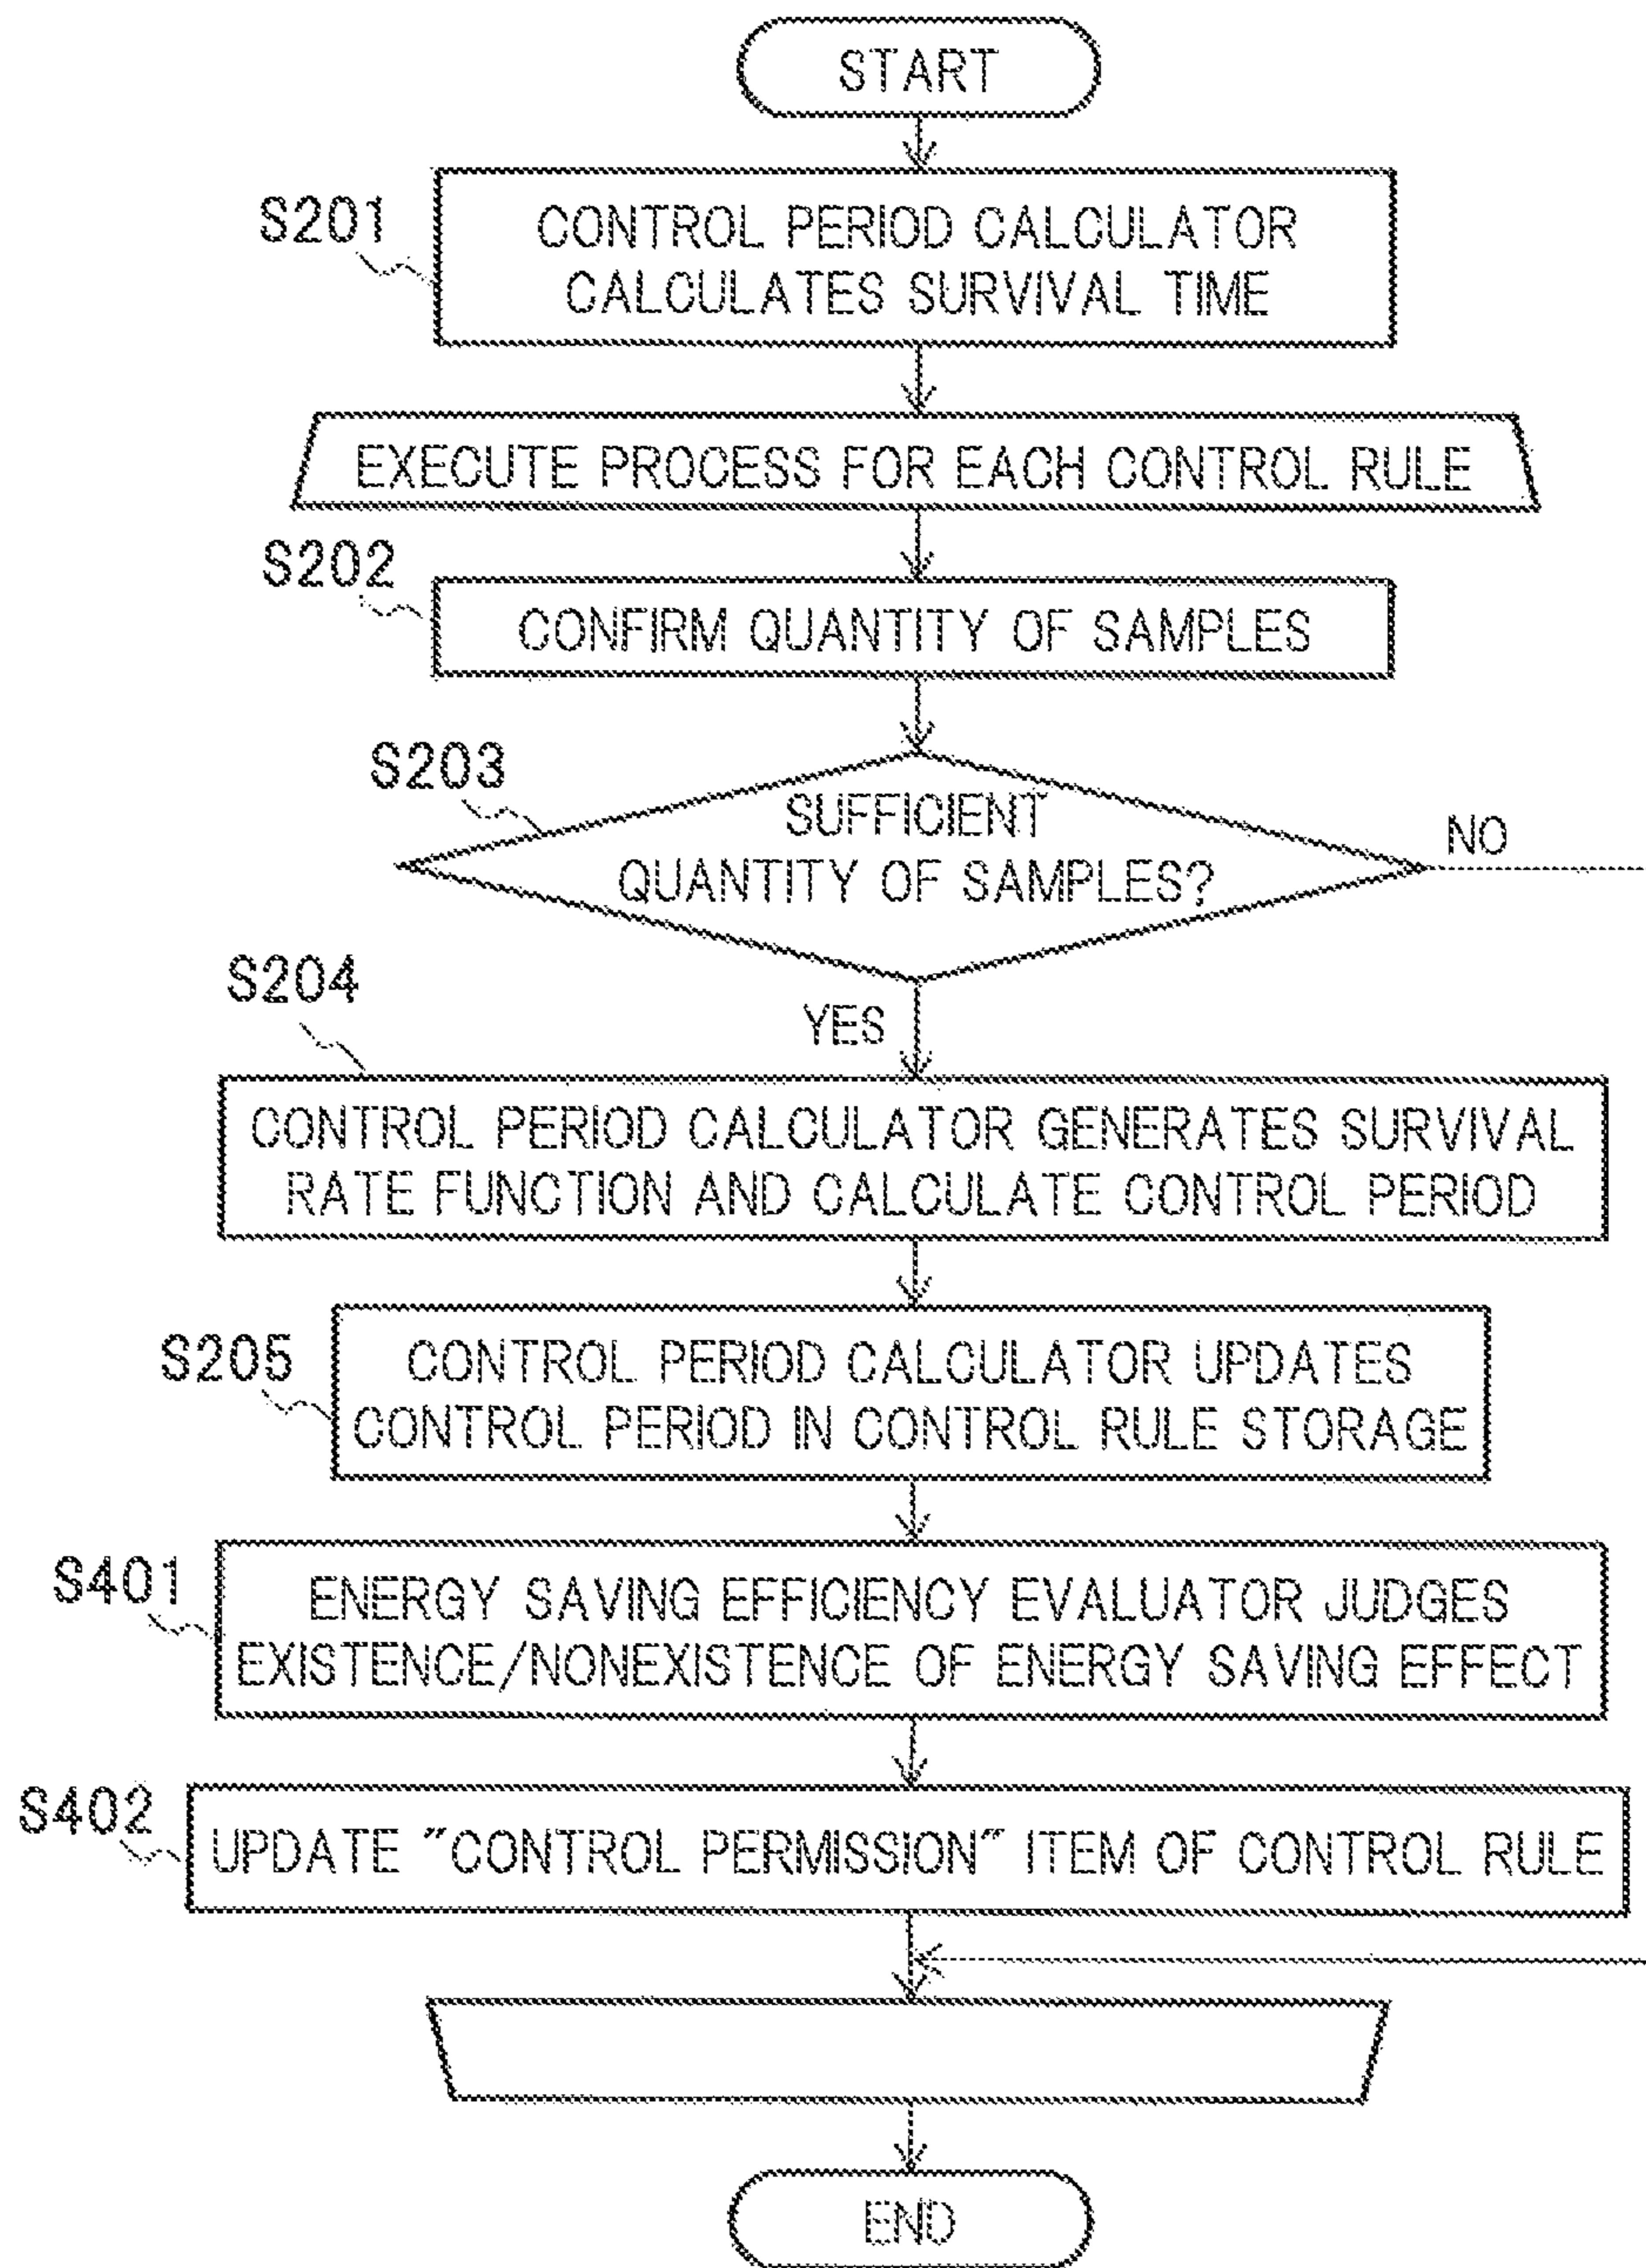 START
S201
CONTROL PERIOD CALCULATOR
CALCULATES SURVIVAL TIME
EXECUTE PROCESS FOR EACH CONTROL RULE
S202
CONFIRM QUANTITY OF SAMPLES
S203
SUFFICIENT
QUANTITY OF SAMPLES?
NO
YES
S204
CONTROL PERIOD CALCULATOR GENERATES SURVIVAL
RATE FUNCTION AND CALCULATE CONTROL PERIOD
S205
CONTROL PERIOD CALCULATOR UPDATES
CONTROL PERIOD IN CONTROL RULE STORAGE
S401
ENERGY SAVING EFFICIENCY EVALUATOR JUDGES
EXISTENCE/NONEXISTENCE OF ENERGY SAVING EFFECT
S402
UPDATE "CONTROL PERMISSION" ITEM OF CONTROL RULE
END